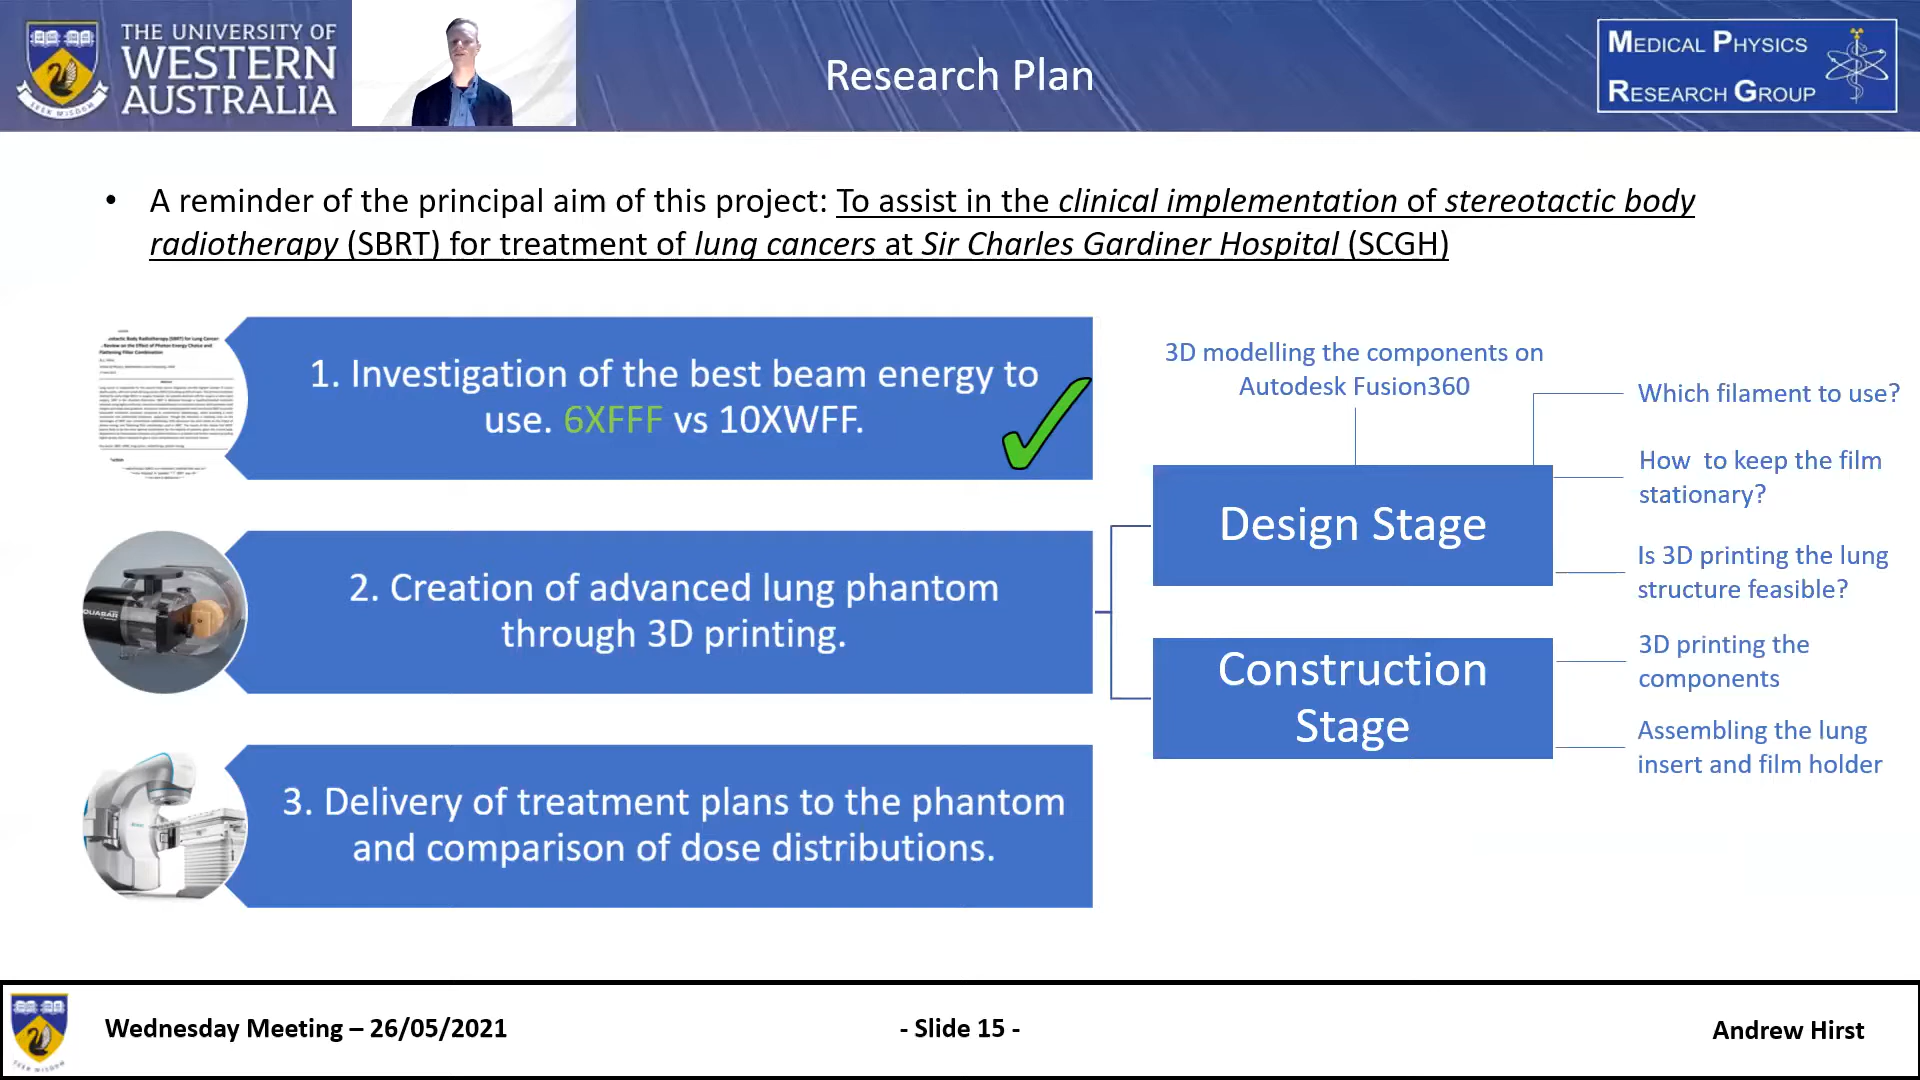 THE UNIVERSITY OF
WESTERN
AUSTRALIA
Research Plan
MEDICAL PHYSICS
RESEARCH GROUP
• A reminder of the principal aim of this project: To assist in the clinical implementation of stereotactic body
radiotherapy (SBRT) for treatment of lung cancers at Sir Charles Gardiner Hospital (SCGH)
1. Investigation of the best beam energy to
use. 6XFFF vs 10XWFF.
2. Creation of advanced lung phantom
through 3D printing.
QUASAR
3. Delivery of treatment plans to the phantom
and comparison of dose distributions.
3D modelling the components on
Autodesk Fusion360
Design Stage
Which filament to use?
How to keep the film
stationary?
Is 3D printing the lung
structure feasible?
Construction
Stage
3D printing the
components
Assembling the lung
insert and film holder
Wednesday Meeting – 26/05/2021
- Slide 15 -
Andrew Hirst